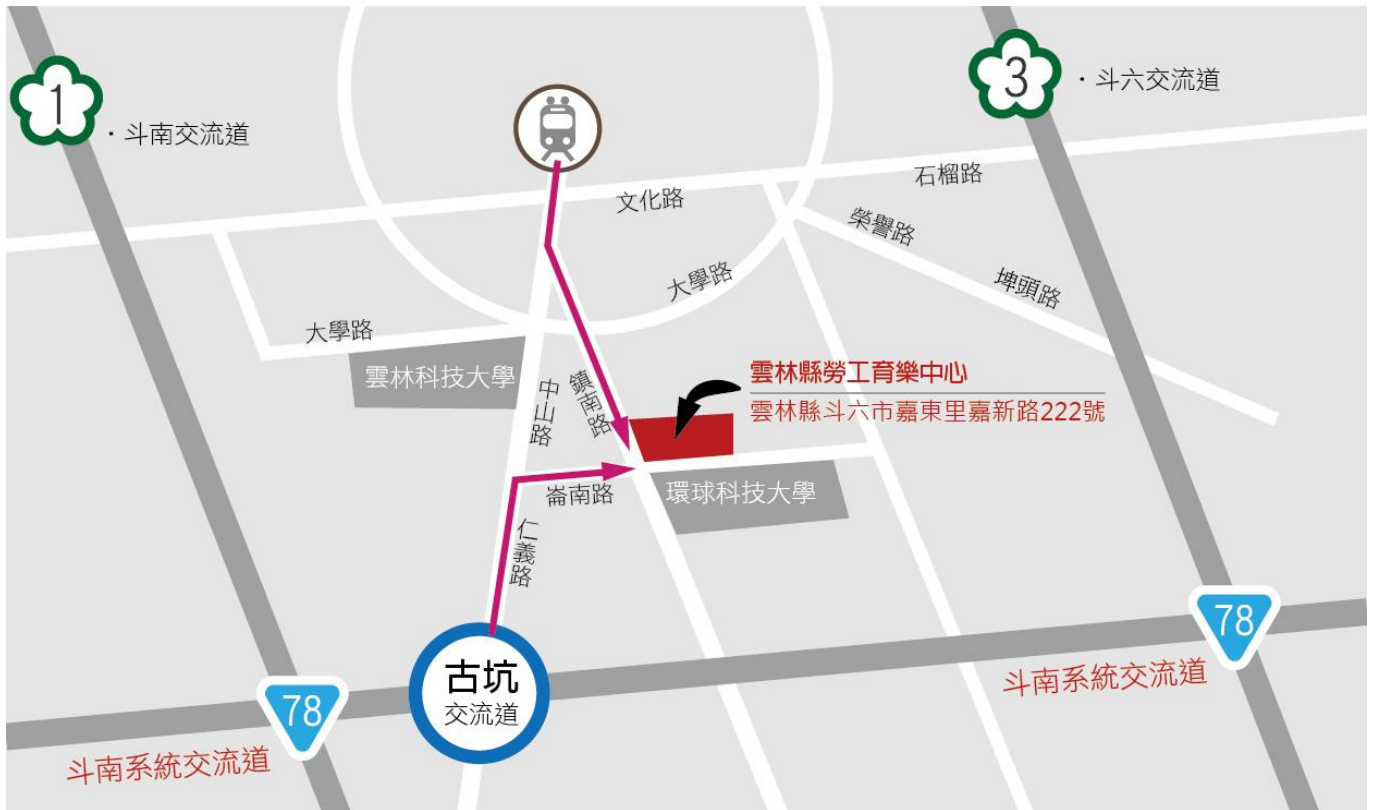 1
・斗南交流道
3
・斗六交流道
文化路
石榴路
榮譽路
埤頭路
大學路
大學路
雲林科技大學
中山路
鎮南路
雲林縣勞工育樂中心
雲林縣斗六市嘉東里嘉新路222號
崙南路
環球科技大學
仁義路
古坑
交流道
78
斗南系統交流道
78
斗南系統交流道